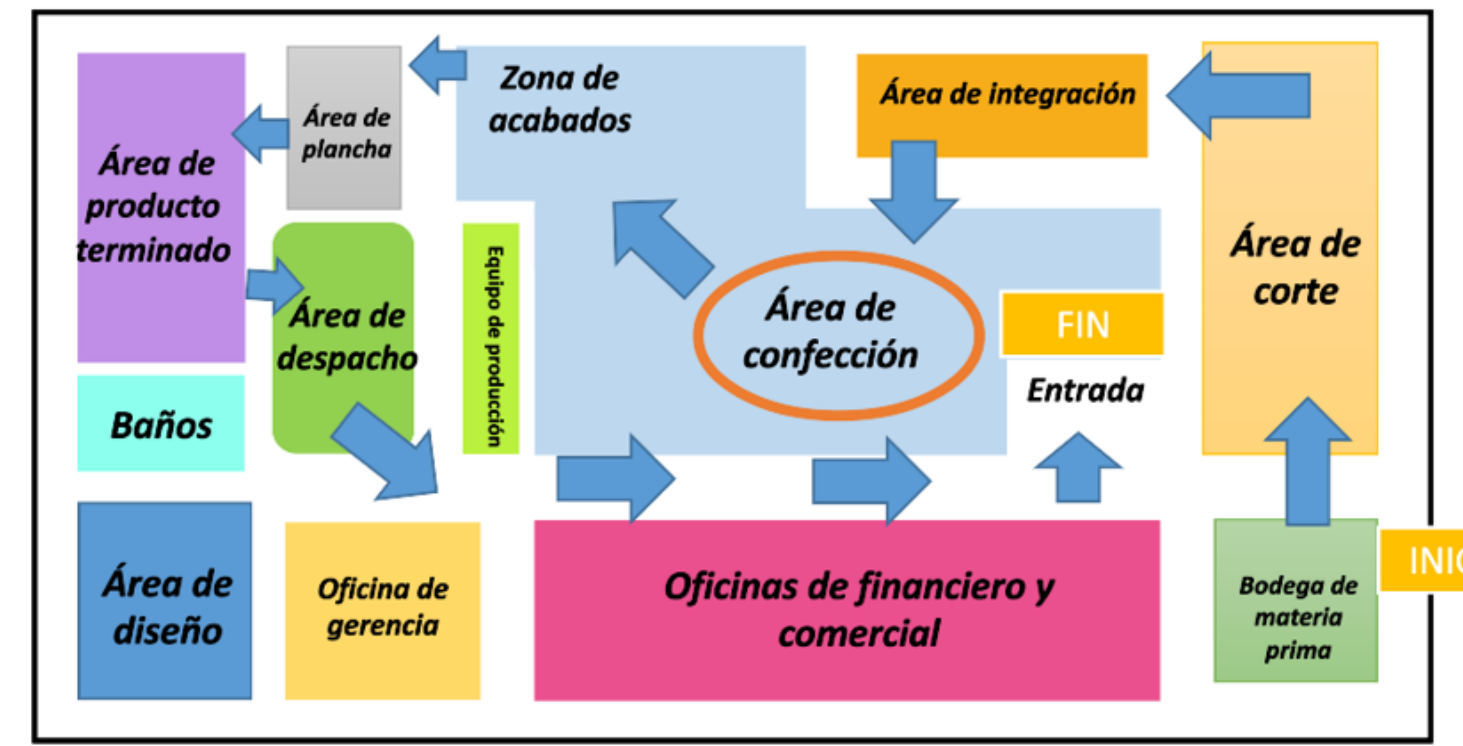 Zona de
acabados
Área de integración
Área de
plancha
Área de
producto
terminado
Área de
corte
Equipo de producción
Área de
despacho
Área de
confección
FIN
Entrada
Baños
Área de
diseño
Oficina de
gerencia
Oficinas de financiero y
comercial
Bodega de
materia
prima